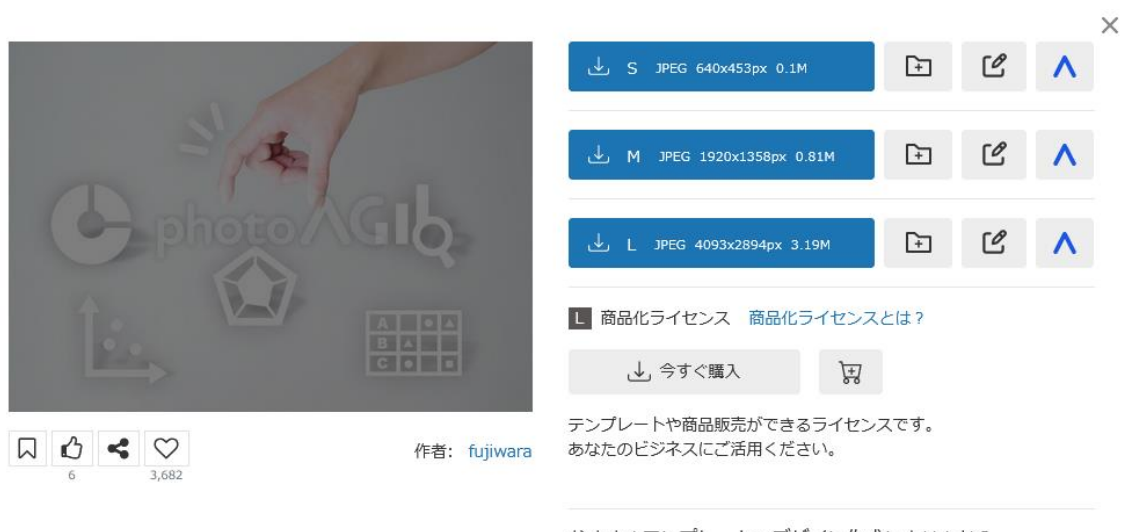 S JPEG 640x453px 0.1M
M JPEG 1920x1358px 0.81M
L JPEG 4093x2894px 3.19M
photoAC
A
B
C
L 商品化ライセンス 商品化ライセンスとは？
今すぐ購入
テンプレートや商品販売ができるライセンスです。
あなたのビジネスにご活用ください。
6
3,682
作者: fujiwara